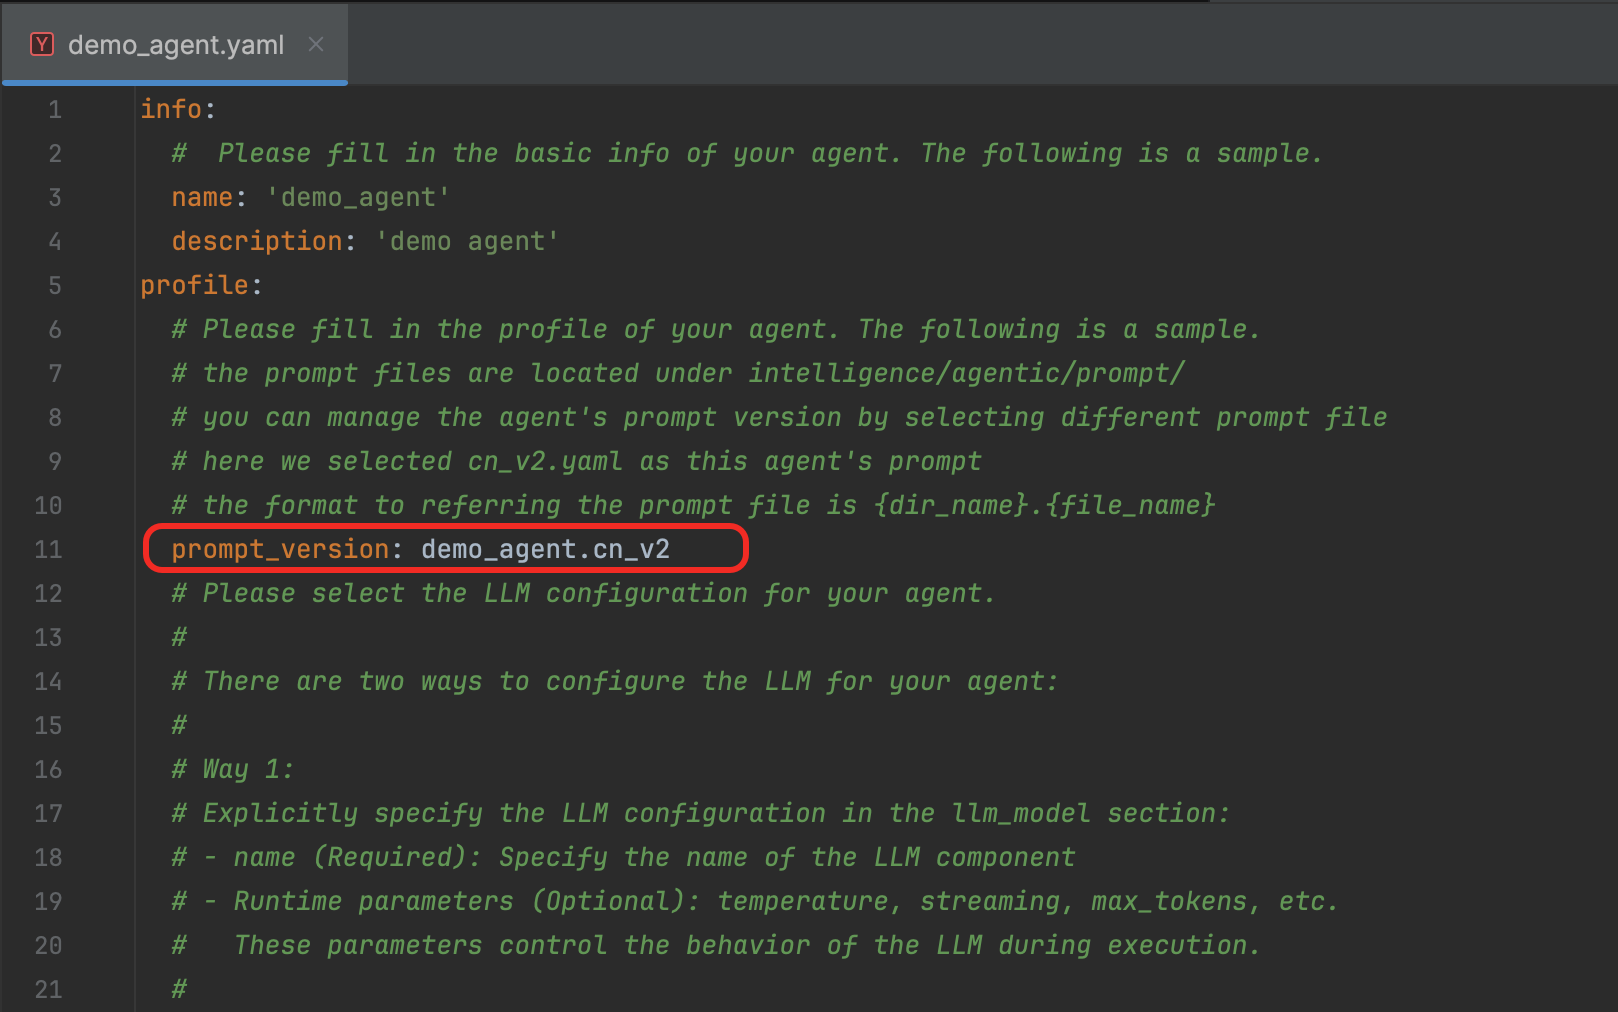 demo_agent.yaml
1 info:
2 #  Please fill in the basic info of your agent. The following is a sample.
3 name: 'demo_agent'
4 description: 'demo agent'
5 profile:
6 # Please fill in the profile of your agent. The following is a sample.
7 # the prompt files are located under intelligence/agentic/prompt/
8 # you can manage the agent's prompt version by selecting different prompt file
9 # here we selected cn_v2.yaml as this agent's prompt
10 # the format to referring the prompt file is {dir_name}.{file_name}
11 prompt_version: demo_agent.cn_v2
12 # Please select the LLM configuration for your agent.
13 #
14 # There are two ways to configure the LLM for your agent:
15 #
16 # Way 1:
17 # Explicitly specify the LLM configuration in the llm_model section:
18 # - name (Required): Specify the name of the LLM component
19 # - Runtime parameters (Optional): temperature, streaming, max_tokens, etc.
20 #   These parameters control the behavior of the LLM during execution.
21 #